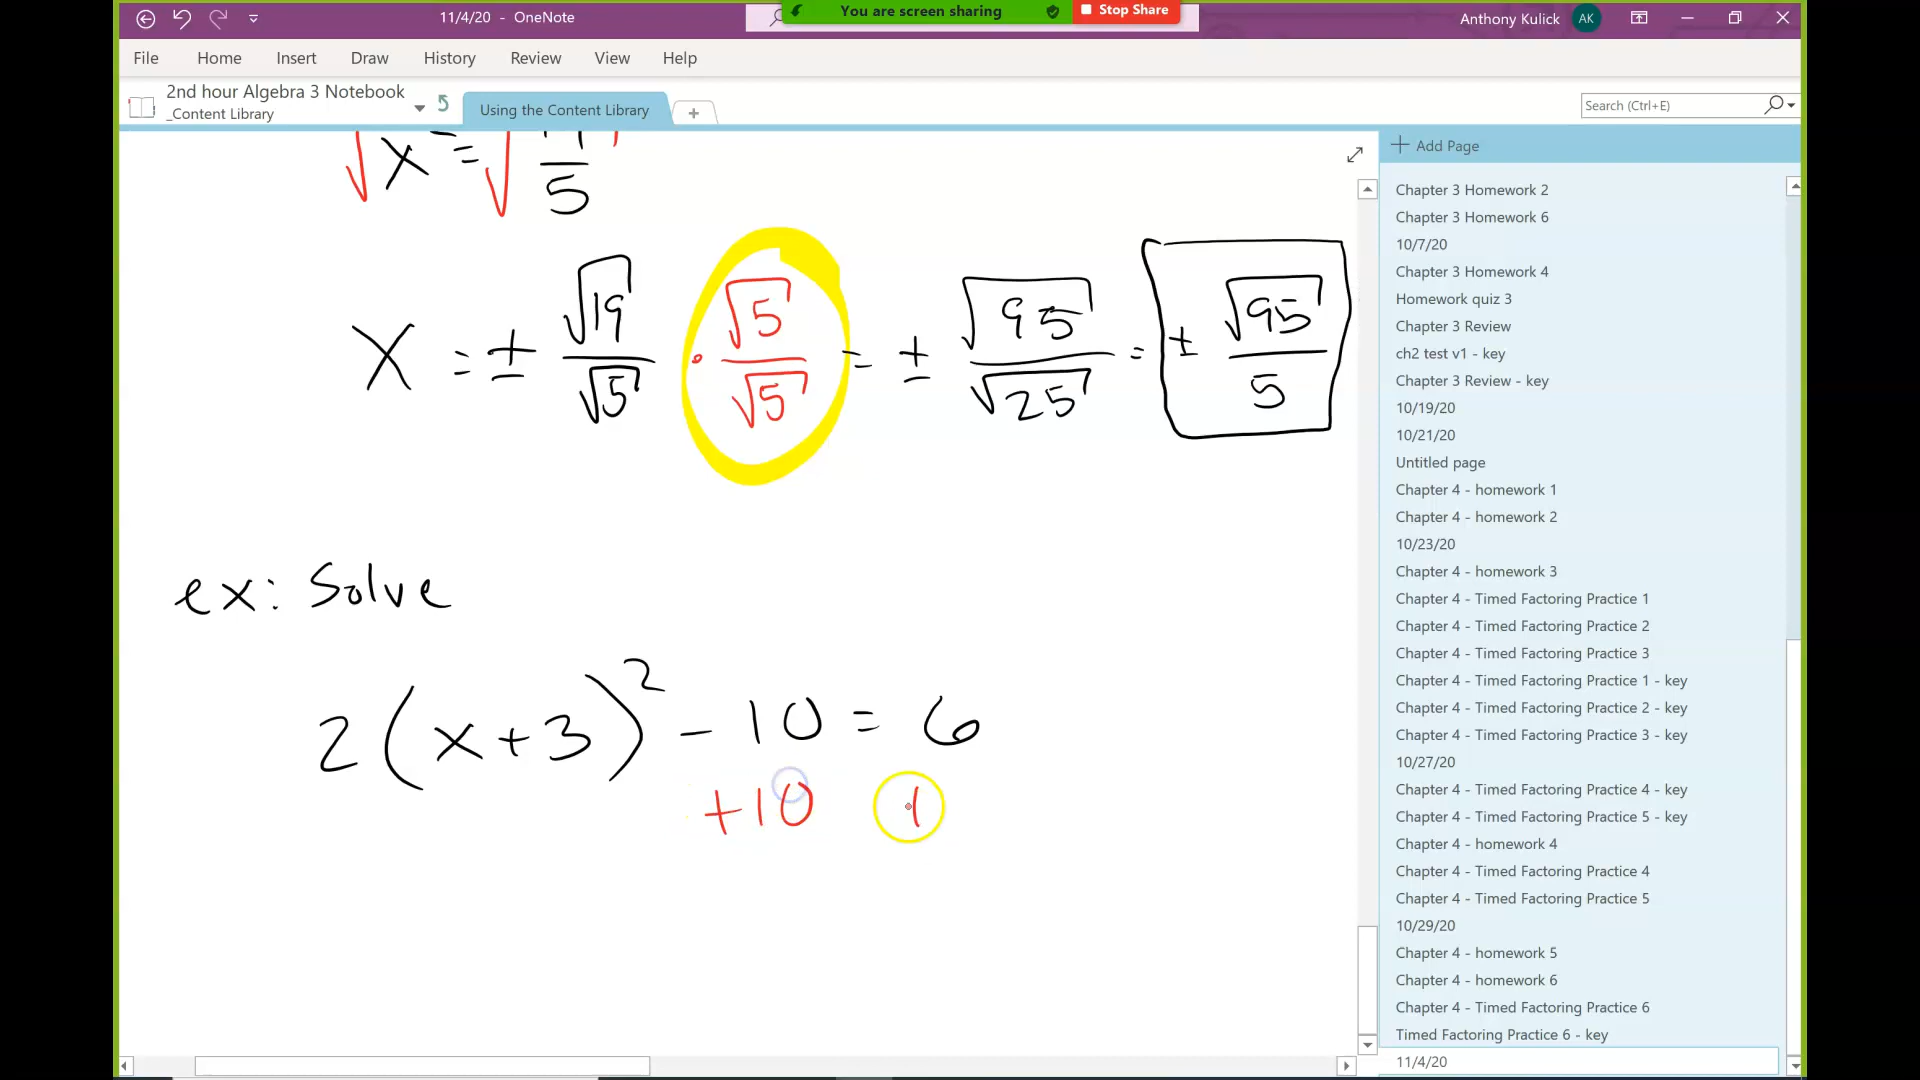 11/4/20 - OneNote
You are screen sharing
Stop Share
Anthony Kulick AK
File Home Insert Draw History Review View Help
2nd hour Algebra 3 Notebook
_Content Library
Using the Content Library
Search (Ctrl+E)
√x = √ /5
X = ± √19/√5 · √5/√5 = ± √95/√25 = ± √95/5
ex: Solve
2(x+3)² - 10 = 6
+10 1
Add Page
Chapter 3 Homework 2
Chapter 3 Homework 6
10/7/20
Chapter 3 Homework 4
Homework quiz 3
Chapter 3 Review
ch2 test v1 - key
Chapter 3 Review - key
10/19/20
10/21/20
Untitled page
Chapter 4 - homework 1
Chapter 4 - homework 2
10/23/20
Chapter 4 - homework 3
Chapter 4 - Timed Factoring Practice 1
Chapter 4 - Timed Factoring Practice 2
Chapter 4 - Timed Factoring Practice 3
Chapter 4 - Timed Factoring Practice 1 - key
Chapter 4 - Timed Factoring Practice 2 - key
Chapter 4 - Timed Factoring Practice 3 - key
10/27/20
Chapter 4 - Timed Factoring Practice 4 - key
Chapter 4 - Timed Factoring Practice 5 - key
Chapter 4 - homework 4
Chapter 4 - Timed Factoring Practice 4
Chapter 4 - Timed Factoring Practice 5
10/29/20
Chapter 4 - homework 5
Chapter 4 - homework 6
Chapter 4 - Timed Factoring Practice 6
Timed Factoring Practice 6 - key
11/4/20